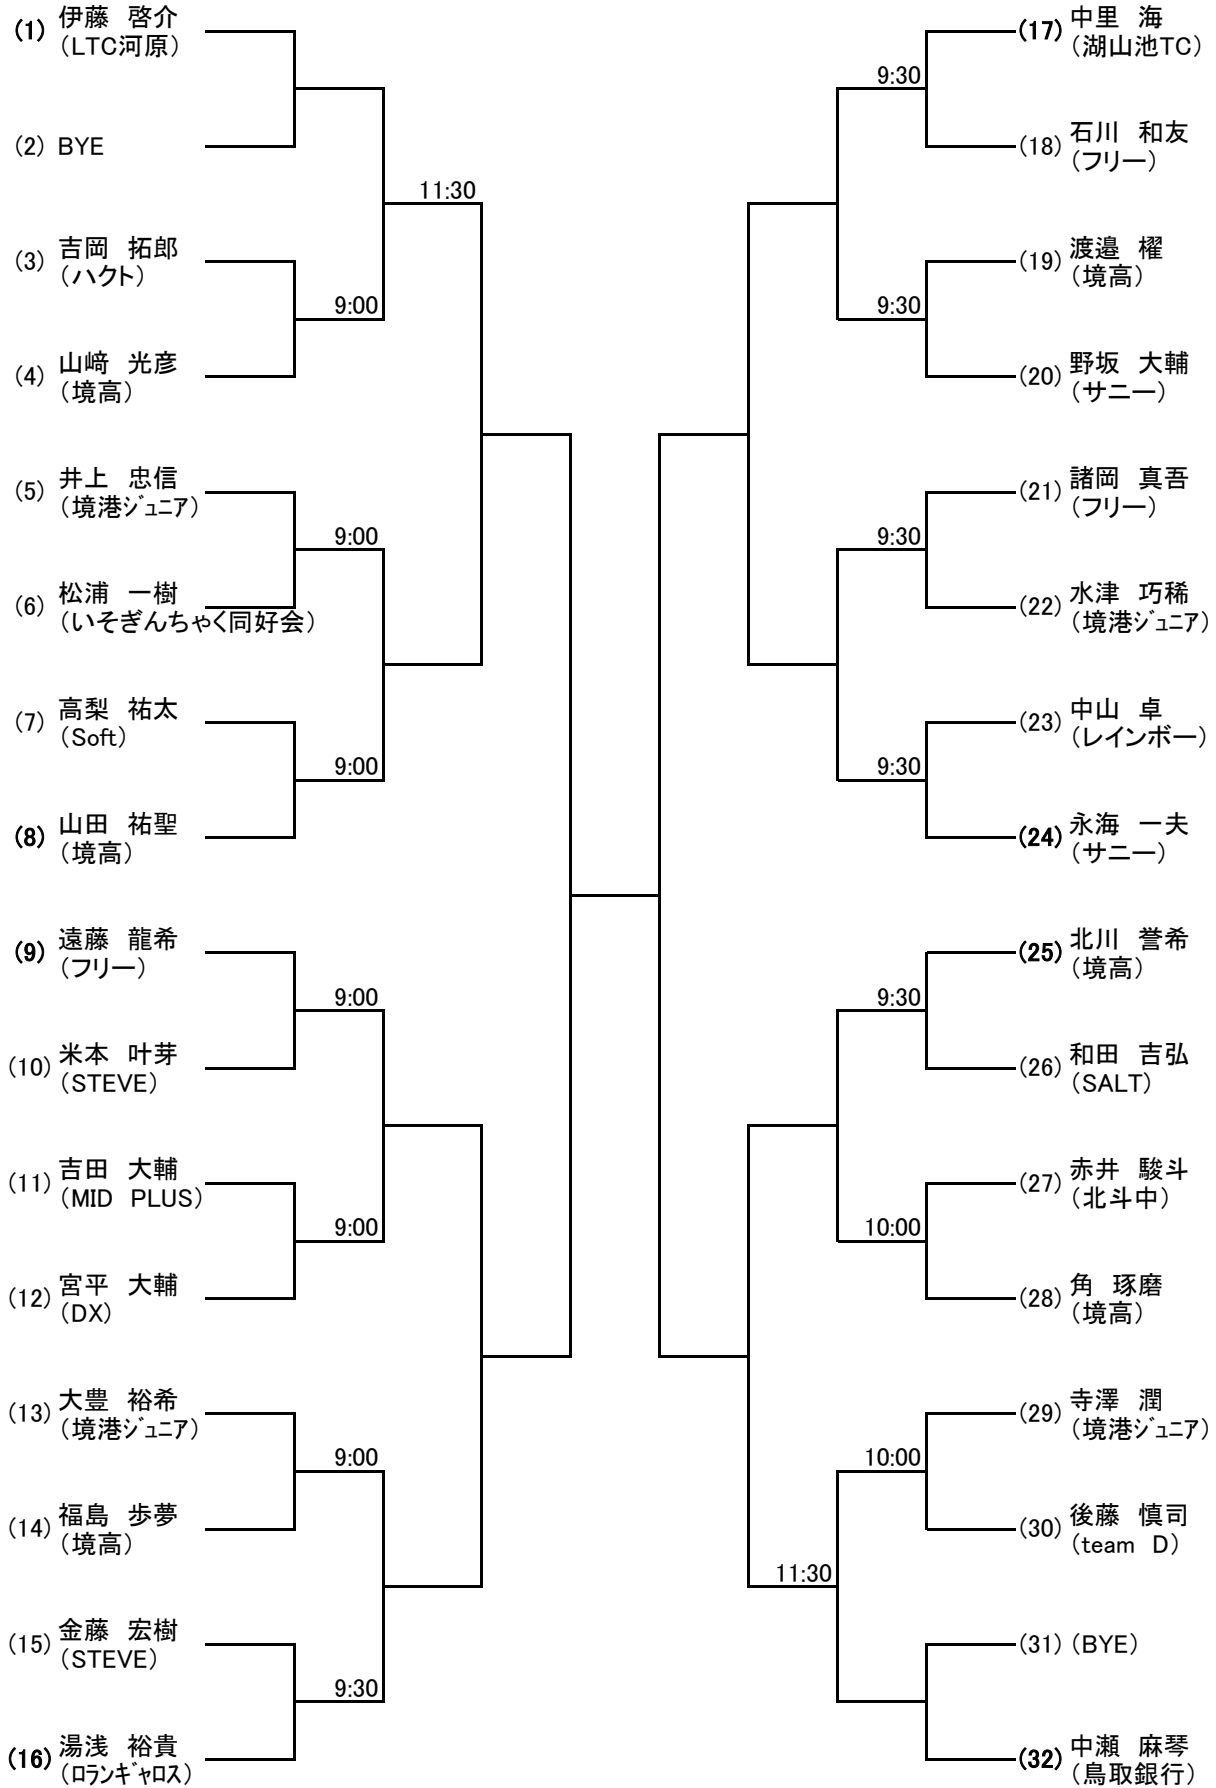 (1) 伊藤　啓介
（LTC河原）
(2) BYE
11:30
(3) 吉岡　拓郎
（ハクト）
9:00
(4) 山﨑　光彦
（境高）
(5) 井上　忠信
（境港ｼﾞｭﾆｱ）
9:00
(6) 松浦　一樹
（いそぎんちゃく同好会）
(7) 高梨　祐太
（Soft）
9:00
(8) 山田　祐聖
（境高）
(9) 遠藤　龍希
（フリー）
9:00
(10) 米本　叶芽
（STEVE）
(11) 吉田　大輔
（MID　PLUS）
9:00
(12) 宮平　大輔
（DX）
(13) 大豊　裕希
（境港ｼﾞｭﾆｱ）
9:00
(14) 福島　歩夢
（境高）
(15) 金藤　宏樹
（STEVE）
9:30
(16) 湯浅　裕貴
（ﾛﾗﾝｷﾞｬﾛｽ）
(17) 中里　海
（湖山池TC）
9:30
(18) 石川　和友
（フリー）
(19) 渡邉　櫂
（境高）
9:30
(20) 野坂　大輔
（サニー）
(21) 諸岡　真吾
（フリー）
9:30
(22) 水津　巧稀
（境港ｼﾞｭﾆｱ）
(23) 中山　卓
（レインボー）
9:30
(24) 永海　一夫
（サニー）
(25) 北川　誉希
（境高）
9:30
(26) 和田　吉弘
（SALT）
(27) 赤井　駿斗
（北斗中）
10:00
(28) 角　琢磨
（境高）
(29) 寺澤　潤
（境港ｼﾞｭﾆｱ）
10:00
(30) 後藤　慎司
（team　D）
11:30
(31) （BYE）
(32) 中瀬　麻琴
（鳥取銀行）